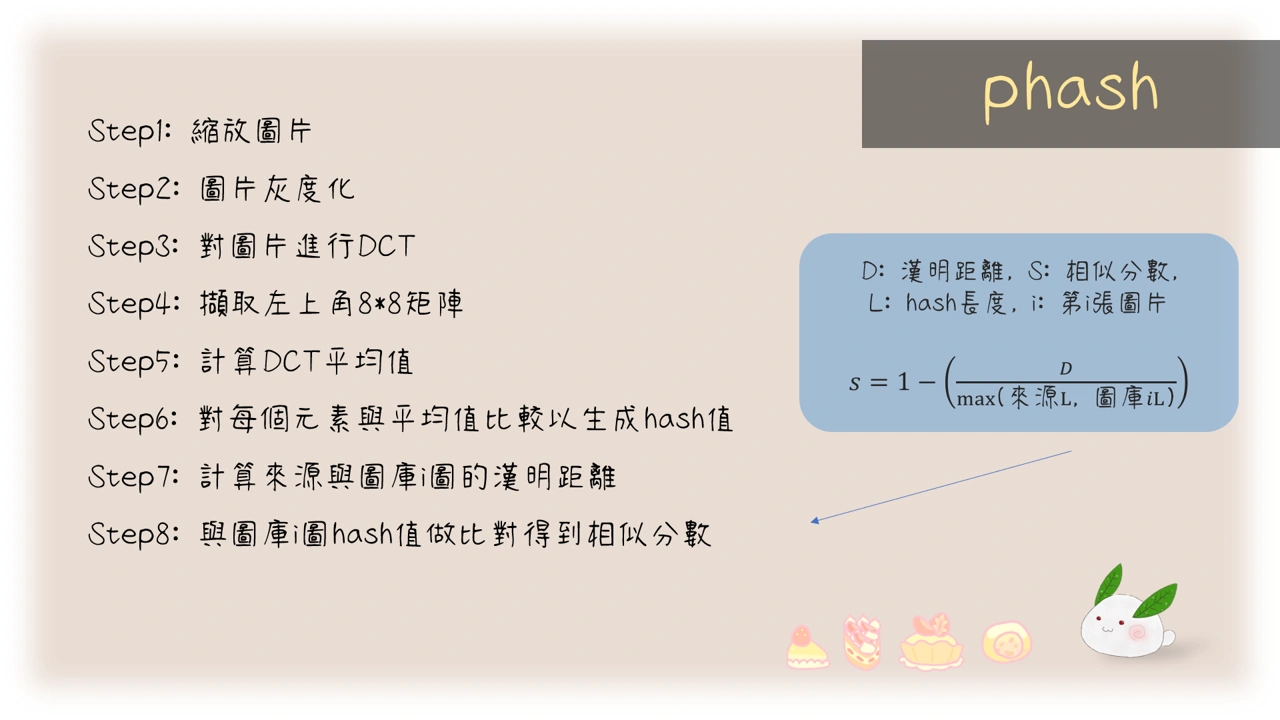 phash
Step1: 縮放圖片
Step2: 圖片灰度化
Step3: 對圖片進行DCT
Step4: 擷取左上角8*8矩陣
Step5: 計算DCT平均值
Step6: 對每個元素與平均值比較以生成hash值
Step7: 計算來源與圖庫i圖的漢明距離
Step8: 與圖庫i圖hash值做比對得到相似分數
D: 漢明距離, S: 相似分數,
L: hash長度, i: 第i張圖片
s = 1 − (D / max(來源L, 圖庫iL))